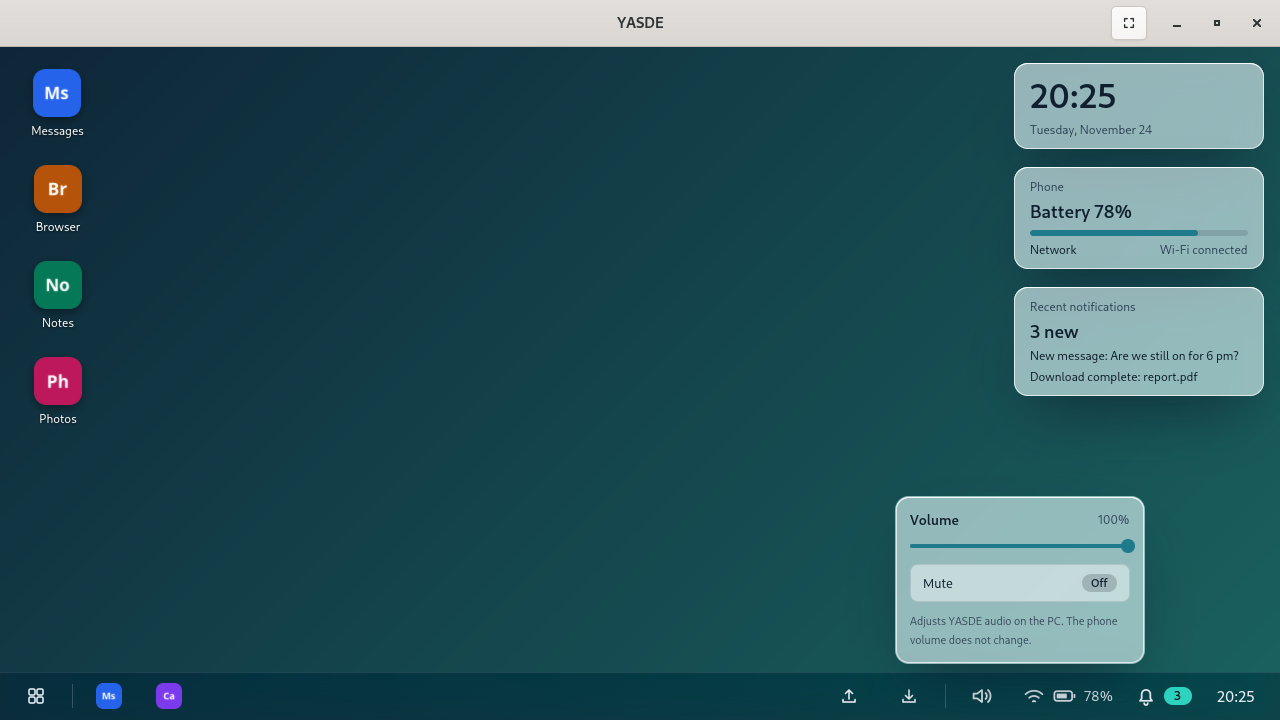 YASDE
Ms
Messages
Br
Browser
No
Notes
Ph
Photos
20:25
Tuesday, November 24
Phone
Battery 78%
Network Wi-Fi connected
Recent notifications
3 new
New message: Are we still on for 6 pm?
Download complete: report.pdf
Volume 100%
Mute Off
Adjusts YASDE audio on the PC. The phone
volume does not change.
Ms Ca 78% 3 20:25